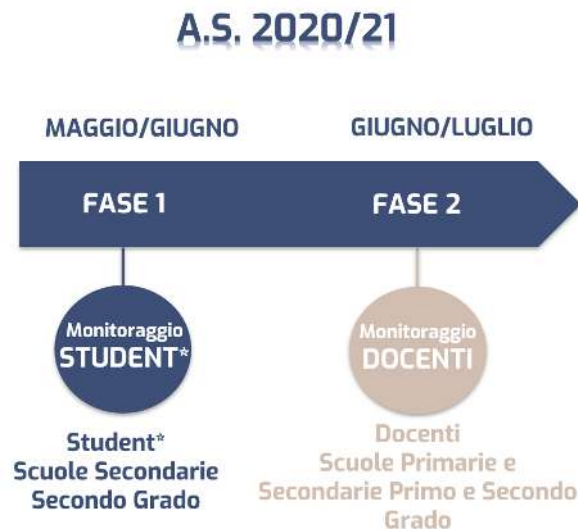 A.S. 2020/21
MAGGIO/GIUGNO
GIUGNO/LUGLIO
FASE 1
FASE 2
Monitoraggio
STUDENT*
Monitoraggio
DOCENTI
Student*
Scuole Secondarie
Secondo Grado
Docenti
Scuole Primarie e
Secondarie Primo e Secondo
Grado